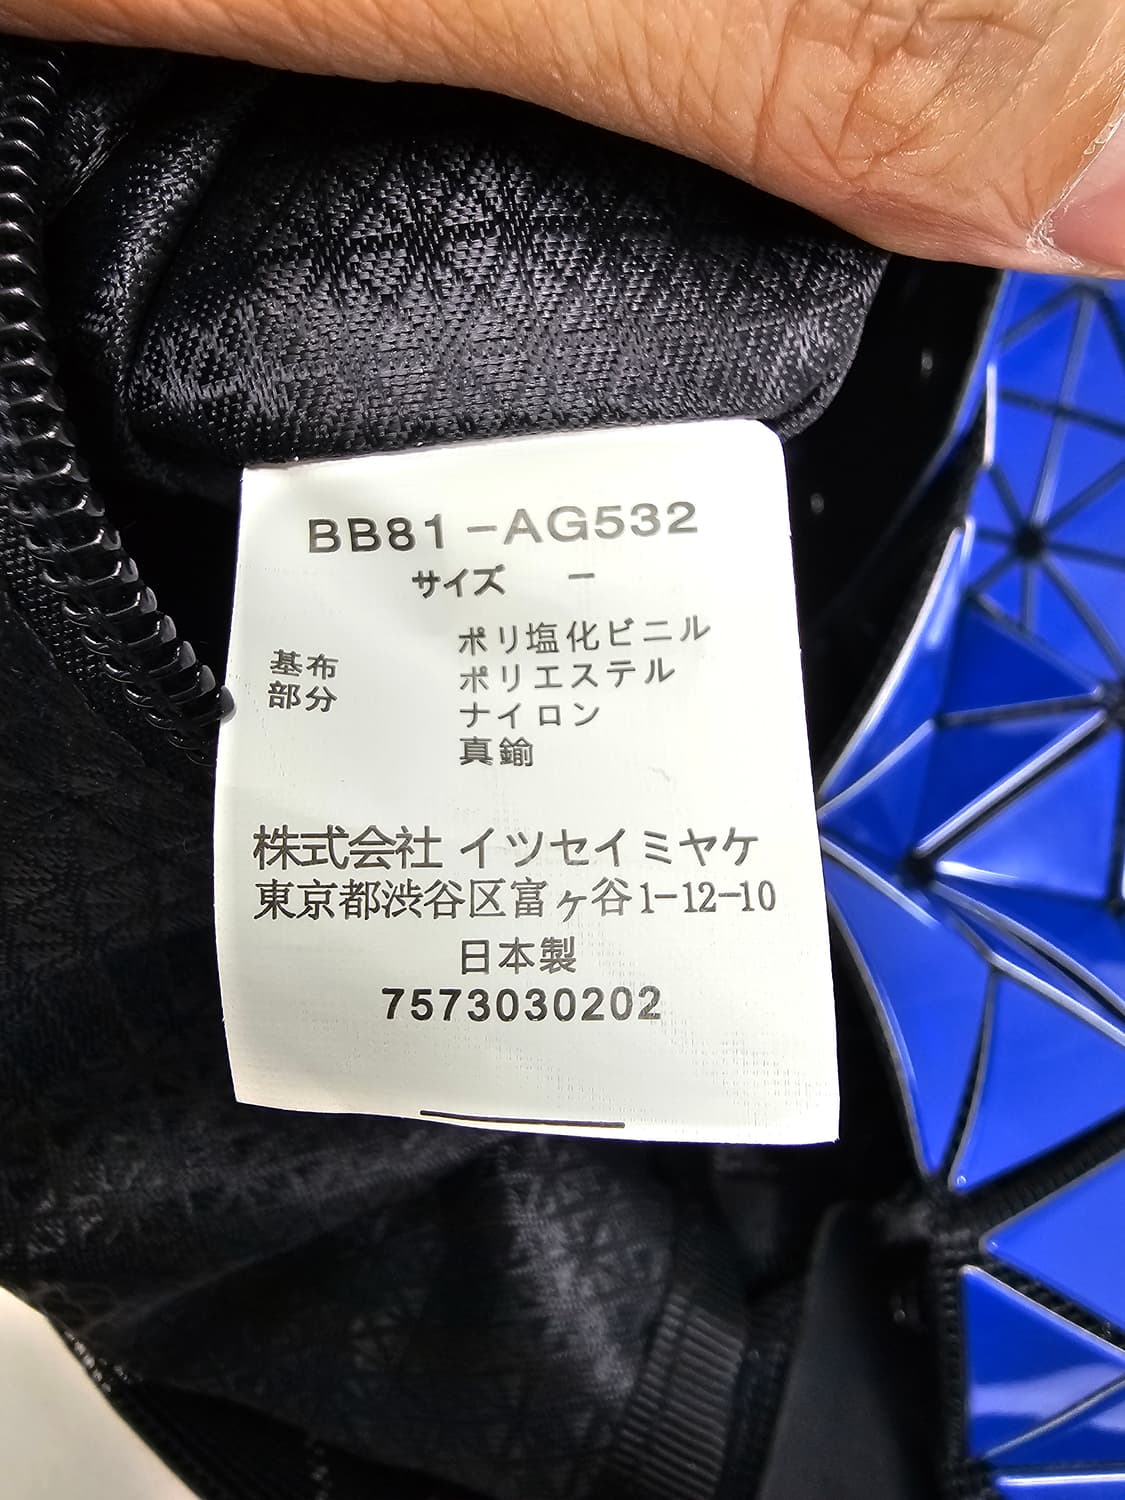 BB81-AG532
サイズ －
基布部分
ポリ塩化ビニル
ポリエステル
ナイロン
真鍮
株式会社 イツセイミヤケ
東京都渋谷区富ヶ谷1-12-10
日本製
7573030202